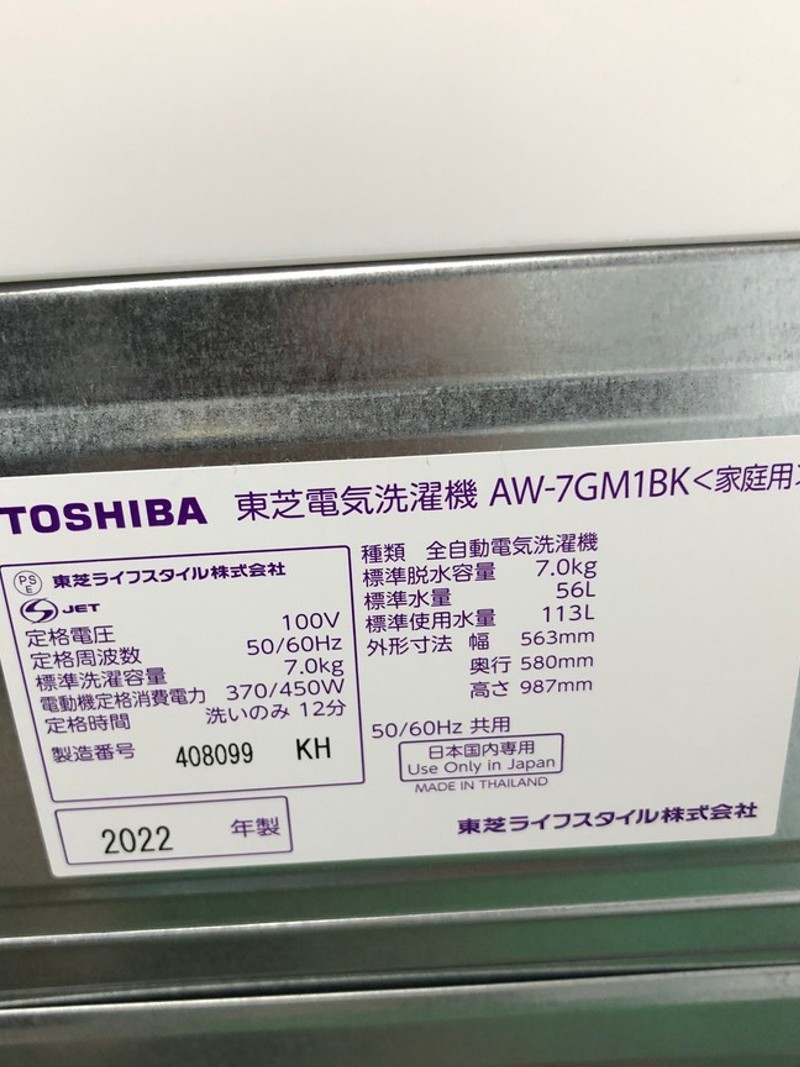 TOSHIBA 東芝電気洗濯機 AW-7GM1BK<家庭用>
PSE 東芝ライフスタイル株式会社
S JET
定格電圧 100V
定格周波数 50/60Hz
標準洗濯容量 7.0kg
電動機定格消費電力 370/450W
定格時間 洗いのみ 12分
製造番号 408099 KH
2022 年製
種類 全自動電気洗濯機
標準脱水容量 7.0kg
標準水量 56L
標準使用水量 113L
外形寸法 幅 563mm
奥行 580mm
高さ 987mm
50/60Hz 共用
日本国内専用
Use Only in Japan
MADE IN THAILAND
東芝ライフスタイル株式会社